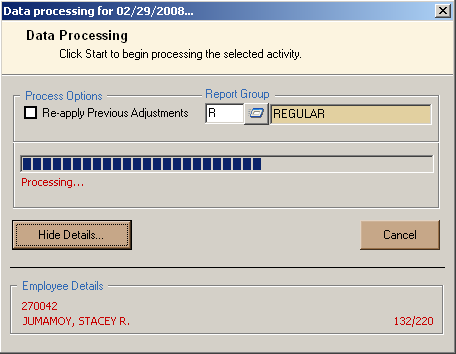 Data processing for 02/29/2008...
Data Processing
Click Start to begin processing the selected activity.
Process Options
Report Group
Re-apply Previous Adjustments
R
REGULAR
Processing...
Hide Details...
Cancel
Employee Details
270042
JUMAMOY, STACEY R.
132/220